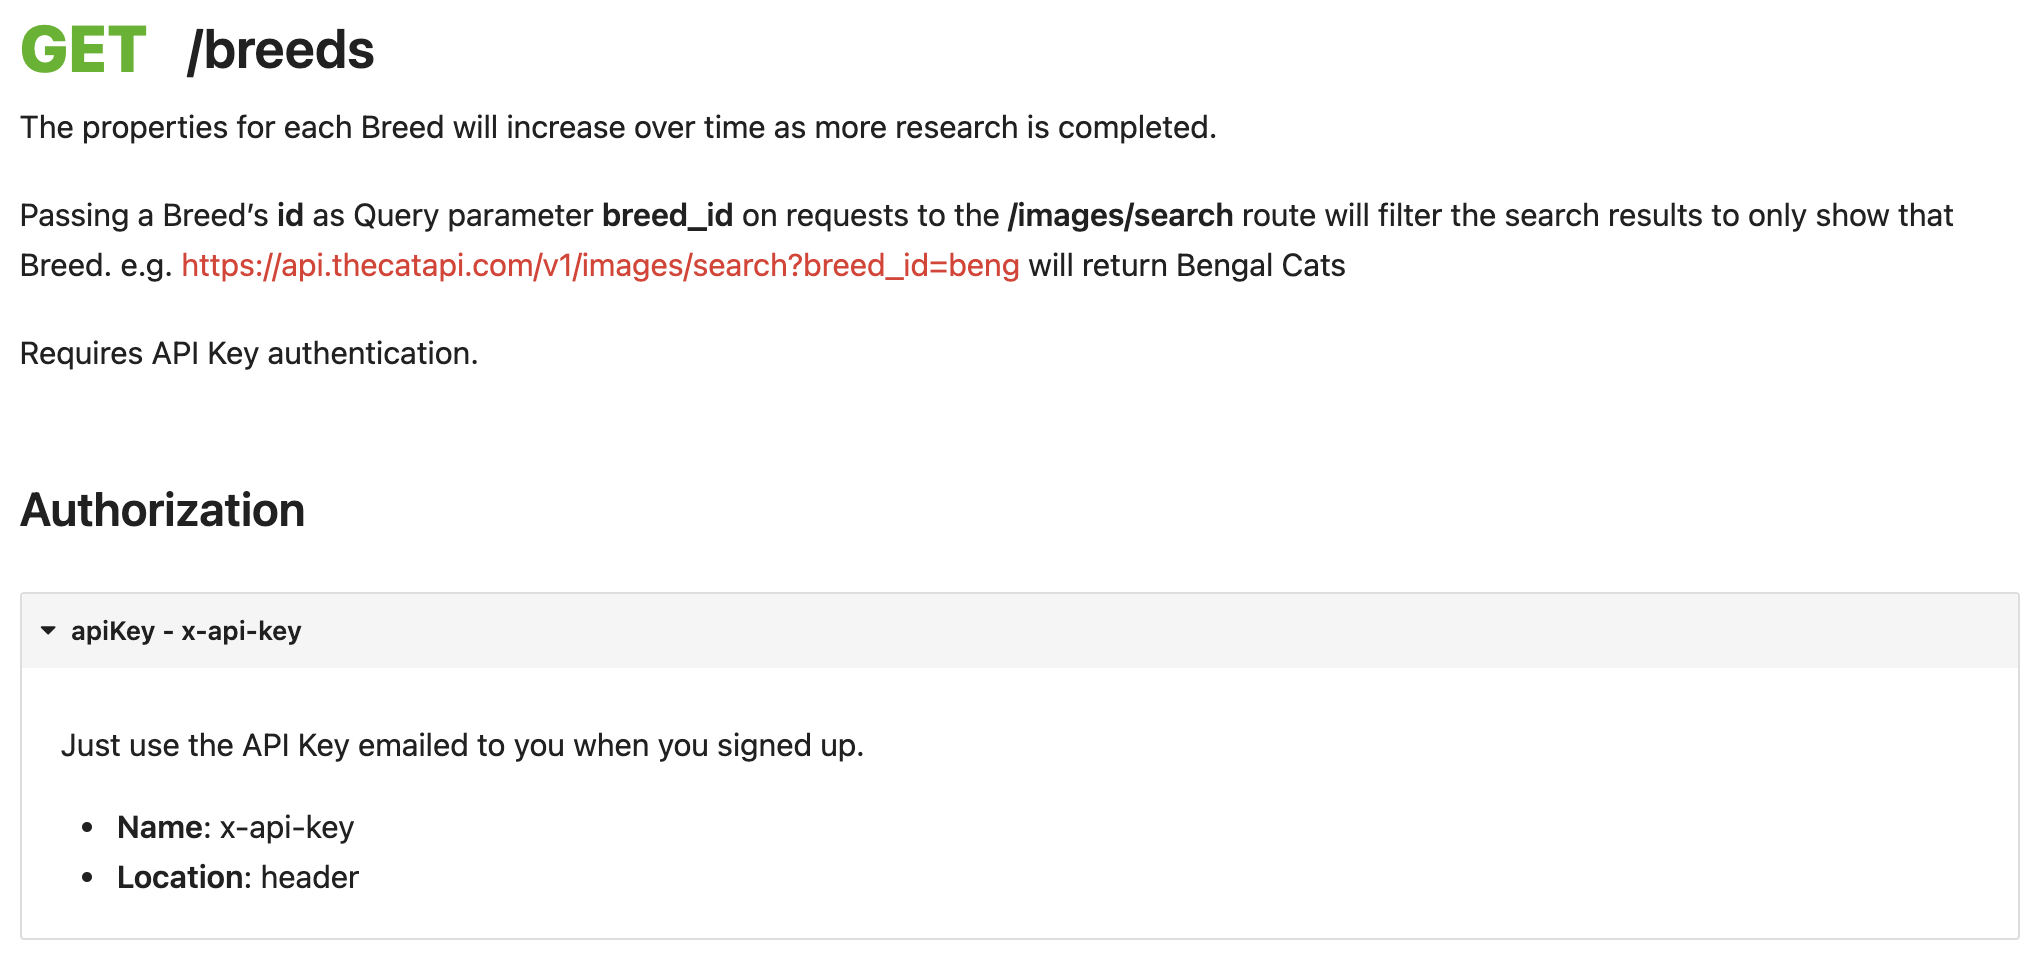 GET /breeds
The properties for each Breed will increase over time as more research is completed.
Passing a Breed’s id as Query parameter breed_id on requests to the /images/search route will filter the search results to only show that
Breed. e.g. https://api.thecatapi.com/v1/images/search?breed_id=beng will return Bengal Cats
Requires API Key authentication.
Authorization
apiKey - x-api-key
Just use the API Key emailed to you when you signed up.
• Name: x-api-key
• Location: header